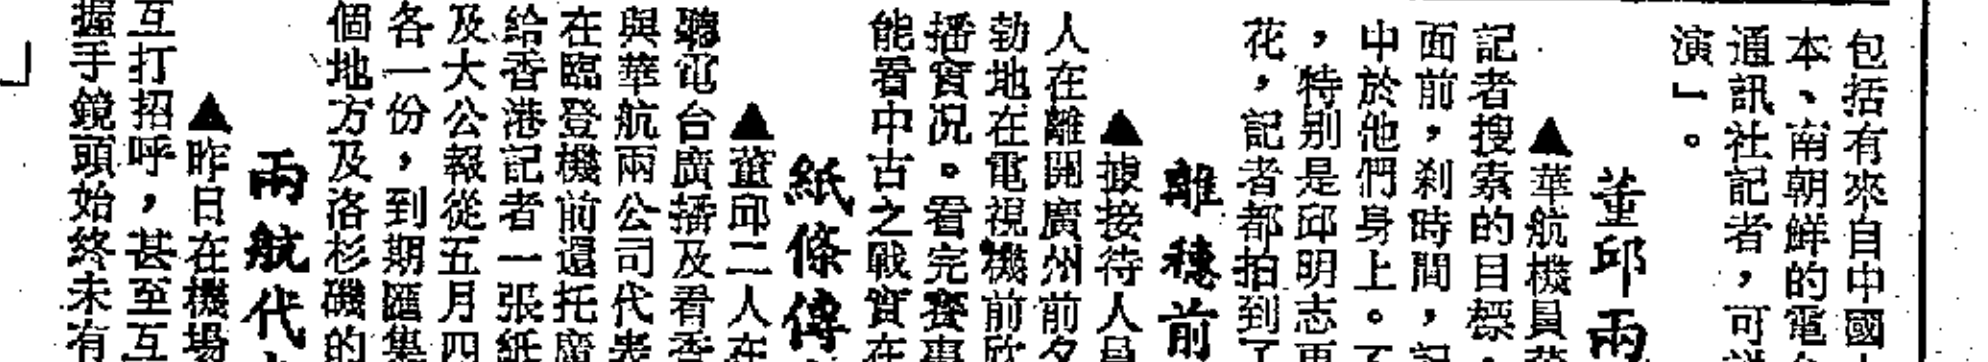 包括有來自中國
本、南朝鮮的電
通訊社記者，可
演」。
董邱兩
▲華航機員
記者搜索的目標，
面前，剎時間，記
中於他們身上。不
，特别是邱明志更
花，記者都拍到了
離穗前
▲據接待人員
人在離開廣州前夕
勃地在電視機前欣
播實况。看完賽事
能看中古之戰實在
紙條傳
▲董邱二人在
聽電台廣播及看香
與華航兩公司代表
在臨登機前還托廣
給香港記者一張紙
及大公報從五月四
各一份，到期匯集
個地方及洛杉磯的
兩航代
▲昨日在機場
互打招呼，甚至互
握手鏡頭始終未有
」